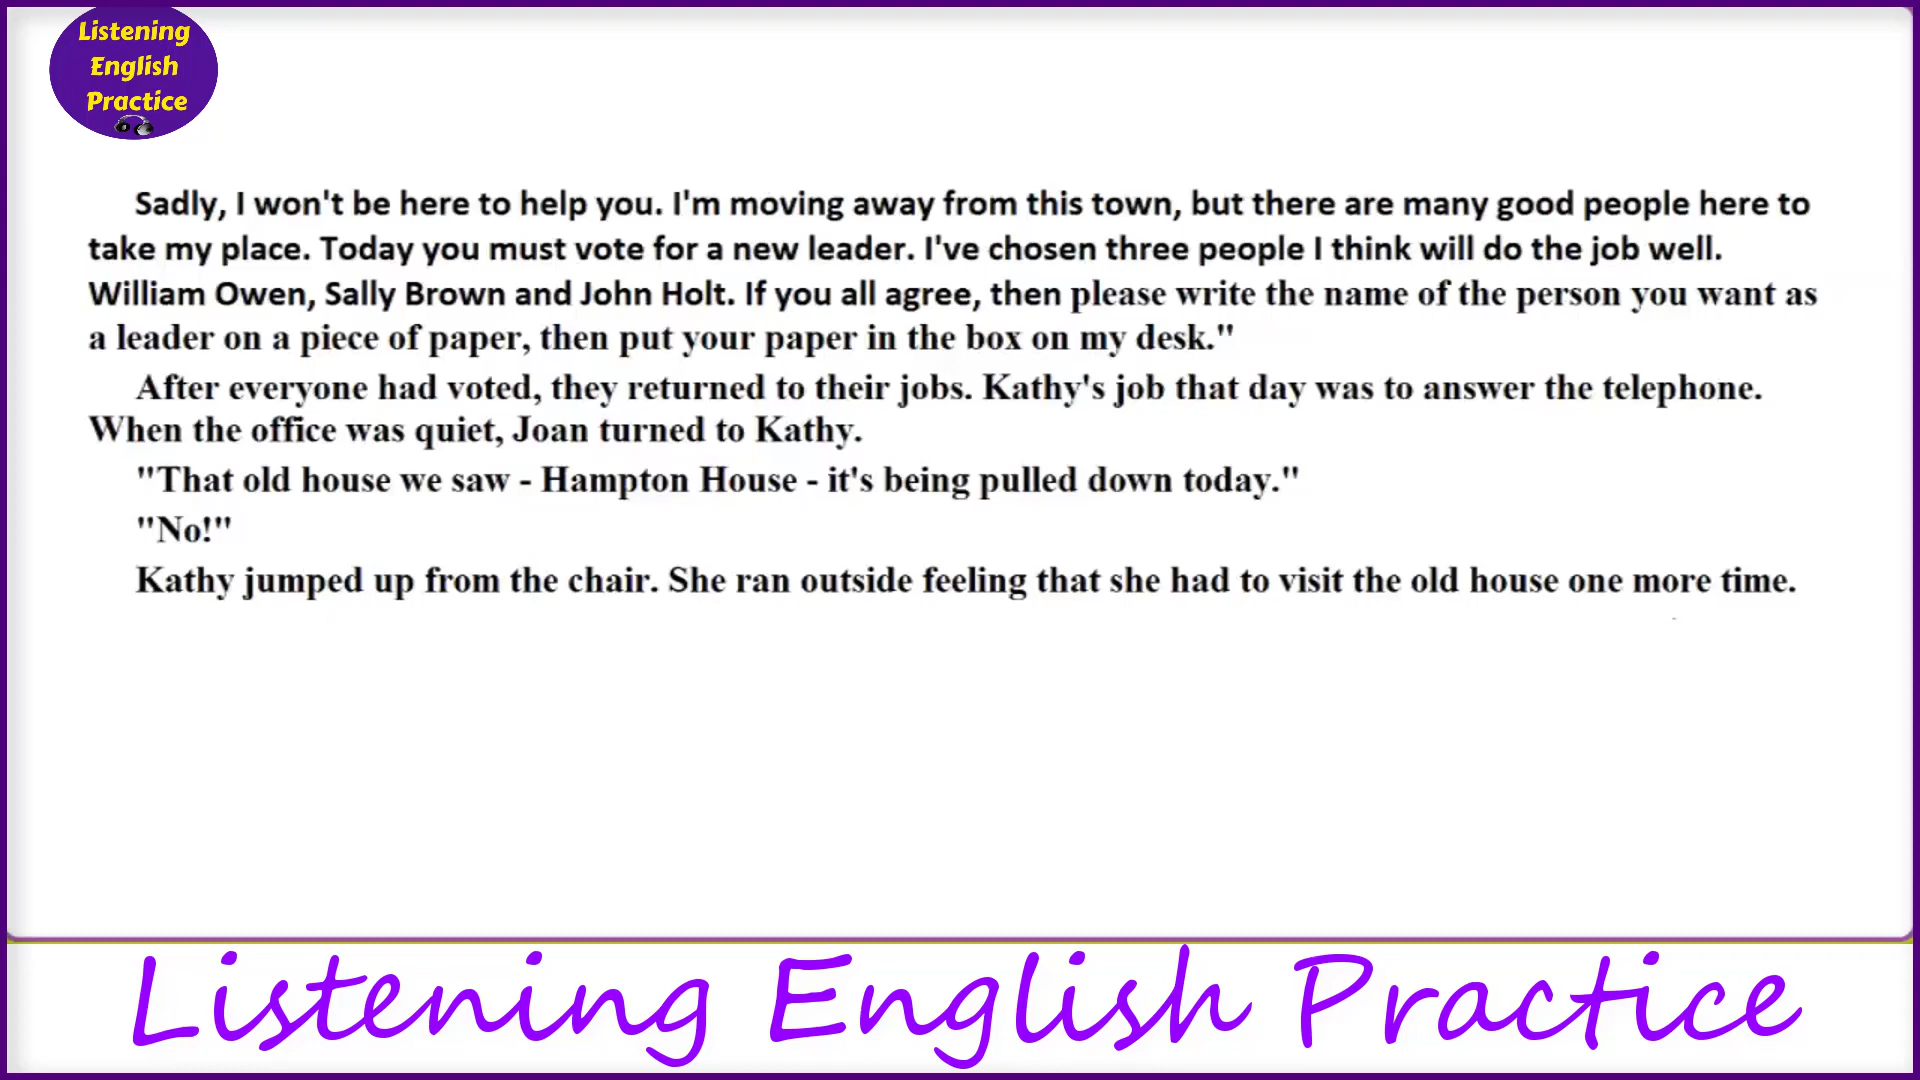 Listening
English
Practice
Sadly, I won't be here to help you. I'm moving away from this town, but there are many good people here to
take my place. Today you must vote for a new leader. I've chosen three people I think will do the job well.
William Owen, Sally Brown and John Holt. If you all agree, then please write the name of the person you want as
a leader on a piece of paper, then put your paper in the box on my desk."
After everyone had voted, they returned to their jobs. Kathy's job that day was to answer the telephone.
When the office was quiet, Joan turned to Kathy.
"That old house we saw - Hampton House - it's being pulled down today."
"No!"
Kathy jumped up from the chair. She ran outside feeling that she had to visit the old house one more time.
Listening English Practice